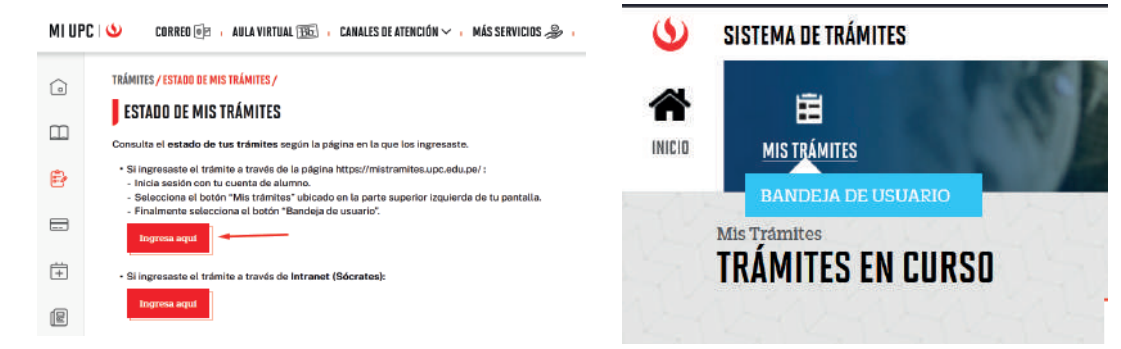 MI UPC
CORREO
AULA VIRTUAL
CANALES DE ATENCIÓN
MÁS SERVICIOS
TRÁMITES / ESTADO DE MIS TRÁMITES /
ESTADO DE MIS TRÁMITES
Consulta el estado de tus trámites según la página en la que los ingresaste.
• Si ingresaste el trámite a través de la página https://mistramites.upc.edu.pe/ :
- Inicia sesión con tu cuenta de alumno.
- Selecciona el botón "Mis trámites" ubicado en la parte superior izquierda de tu pantalla.
- Finalmente selecciona el botón "Bandeja de usuario".
Ingresa aquí
• Si ingresaste el trámite a través de Intranet (Sócrates):
Ingresa aquí
SISTEMA DE TRÁMITES
INICIO
MIS TRÁMITES
BANDEJA DE USUARIO
Mis Trámites
TRÁMITES EN CURSO